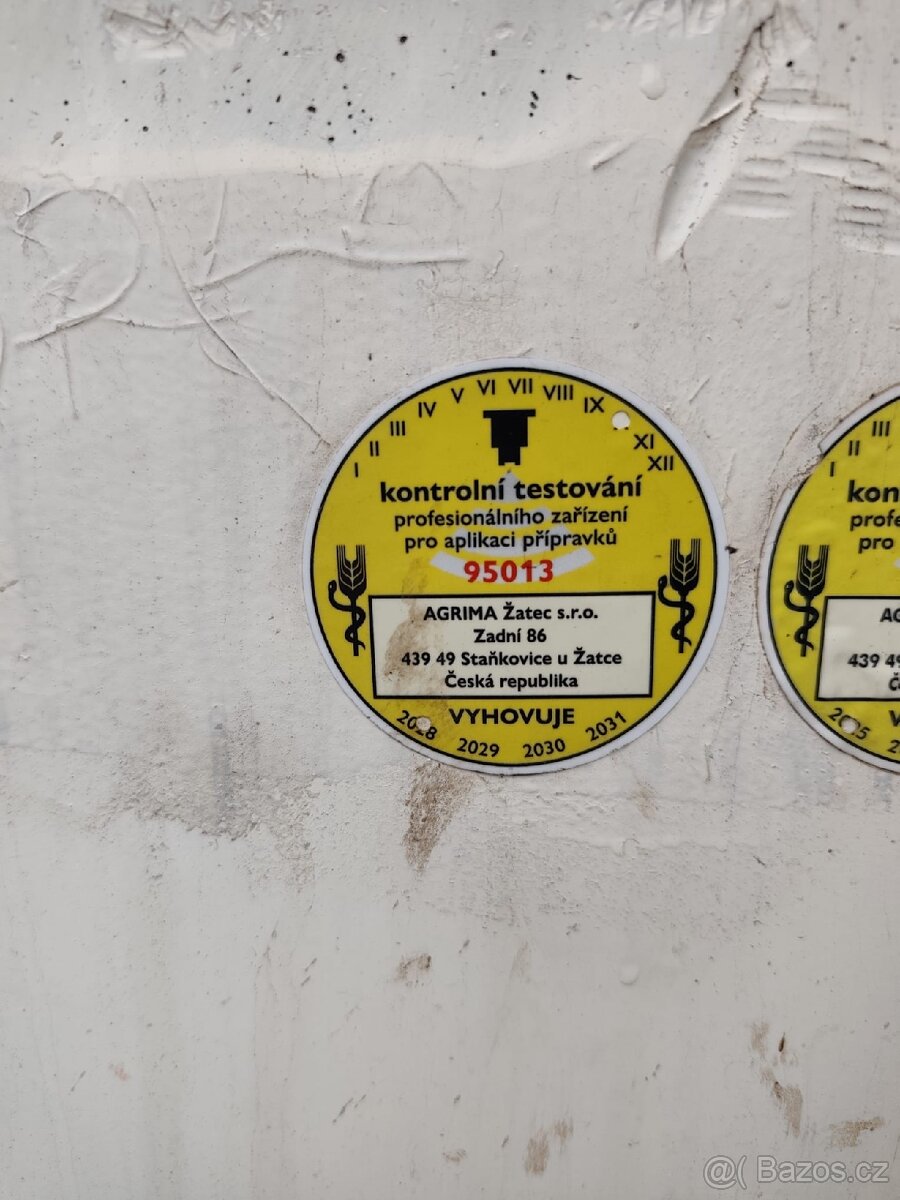 I II III IV V VI VII VIII IX XI XII
kontrolní testování
profesionálního zařízení
pro aplikaci přípravků
95013
AGRIMA Žatec s.r.o.
Zadní 86
439 49 Staňkovice u Žatce
Česká republika
VYHOVUJE
2028 2029 2030 2031
I II III
kon
profe
pro
AG
439 49
Č
V
@( Bazos.cz